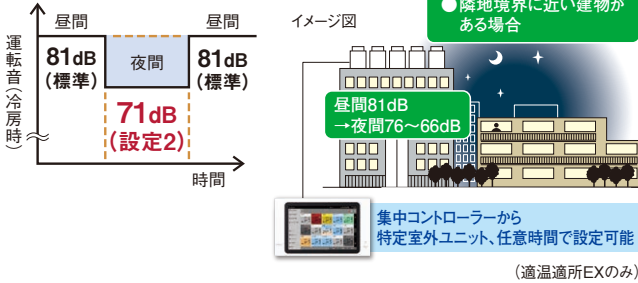 運転音(冷房時)
昼間
夜間
昼間
81dB
(標準)
81dB
(標準)
71dB
(設定2)
時間
イメージ図
●隣地境界に近い建物が
ある場合
昼間81dB
→夜間76〜66dB
集中コントローラーから
特定室外ユニット、任意時間で設定可能
(適温適所EXのみ)